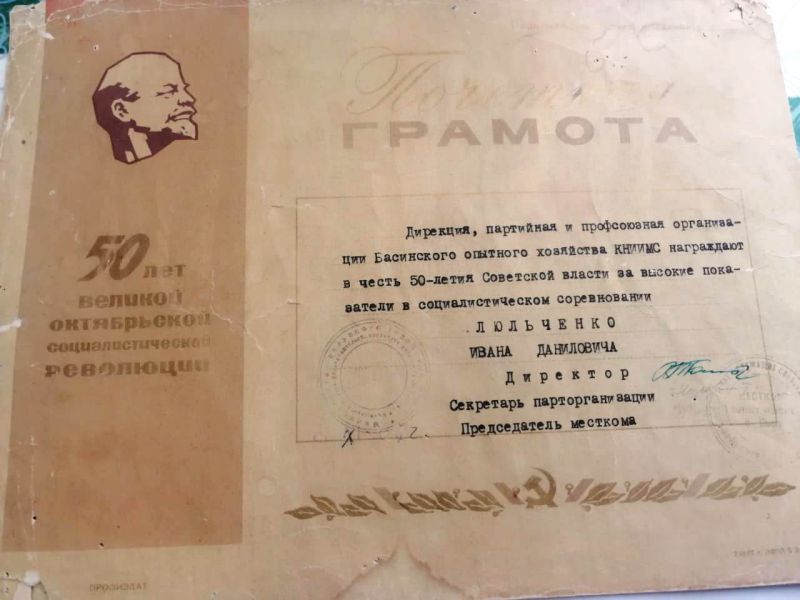 Почетная
ГРАМОТА
50 лет
великой
октябрьской
социалистической
революции
Дирекция, партийная и профсоюзная организа-
ции Басинского опытного хозяйства КНИИМС награждают
в честь 50-летия Советской власти за высокие пока-
затели в социалистическом соревновании
ЛЮЛЬЧЕНКО
ИВАНА ДАНИЛОВИЧА
Директор
Секретарь парторганизации
Председатель месткома